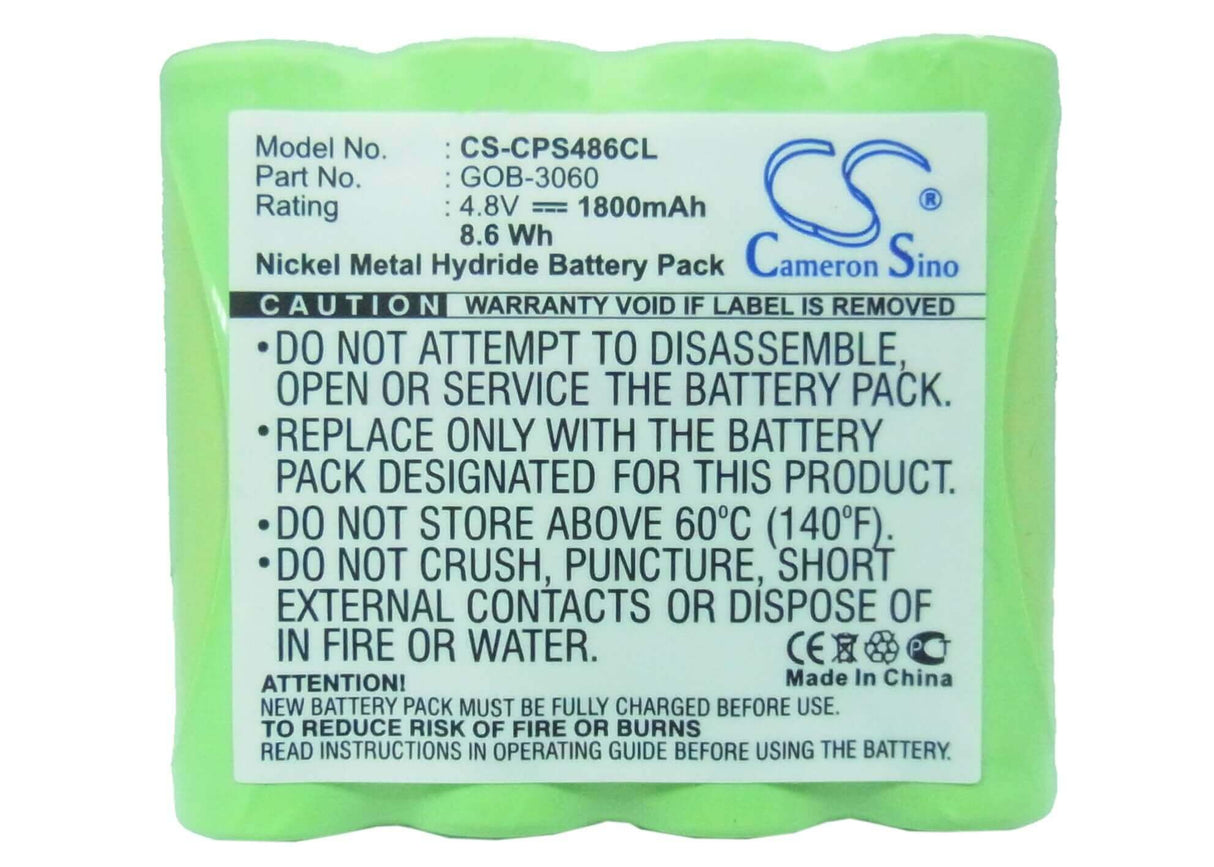 Model No. : CS-CPS486CL
Part No. : GOB-3060
Rating : 4.8V 1800mAh
8.6 Wh
Nickel Metal Hydride Battery Pack
CS ®
Cameron Sino
CAUTION WARRANTY VOID IF LABEL IS REMOVED
•DO NOT ATTEMPT TO DISASSEMBLE,
OPEN OR SERVICE THE BATTERY PACK.
•REPLACE ONLY WITH THE BATTERY
PACK DESIGNATED FOR THIS PRODUCT.
•DO NOT STORE ABOVE 60⁰C (140⁰F).
•DO NOT CRUSH, PUNCTURE, SHORT
EXTERNAL CONTACTS OR DISPOSE OF
IN FIRE OR WATER.
CE PCT
Made In China
ATTENTION!
NEW BATTERY PACK MUST BE FULLY CHARGED BEFORE USE.
TO REDUCE RISK OF FIRE OR BURNS
READ INSTRUCTIONS IN OPERATING GUIDE BEFORE USING THE BATTERY.